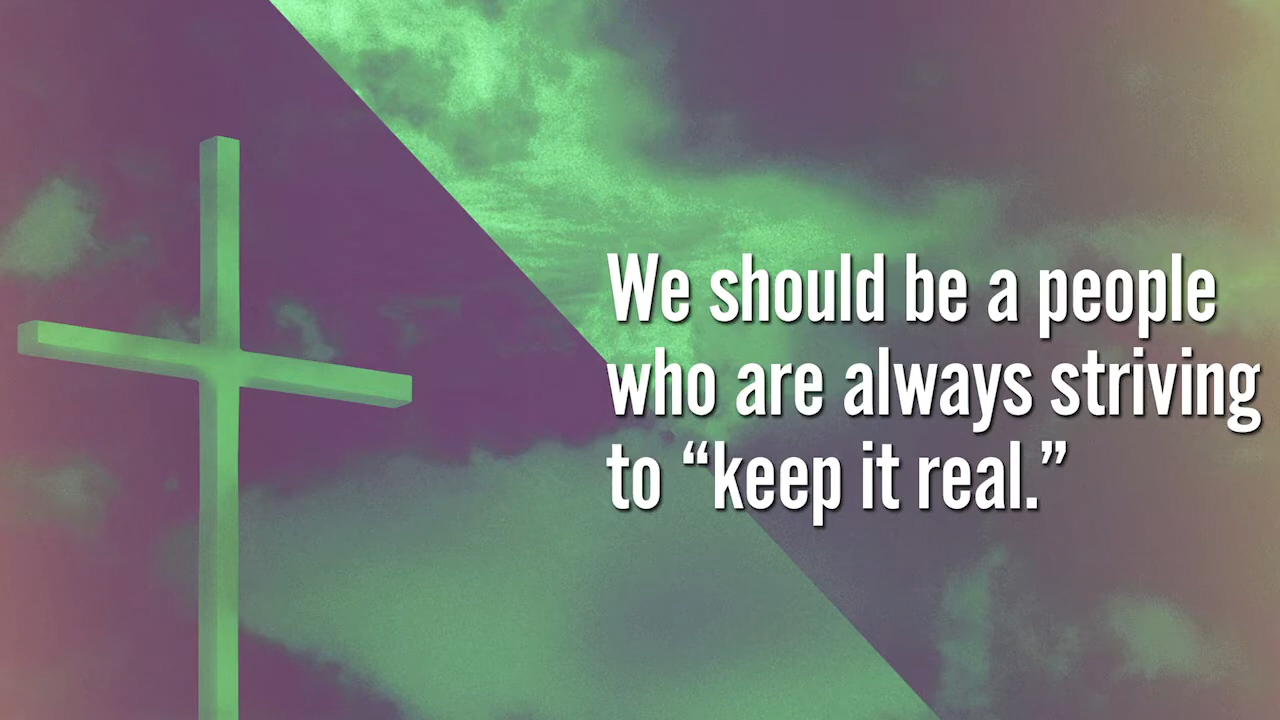 We should be a people
who are always striving
to “keep it real.”